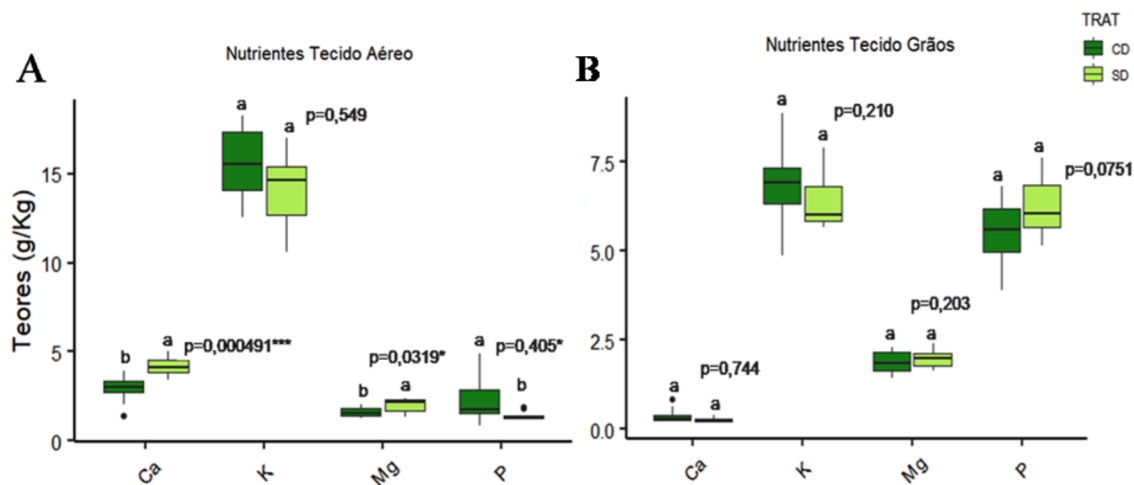 A
Nutrientes Tecido Aéreo
Teores (g/Kg)
15
10
5
0
b
a
p=0,000491***
a
a
p=0,549
b
a
p=0,0319*
a
b
p=0,405*
Ca
K
Mg
P
B
Nutrientes Tecido Grãos
TRAT
CD
SD
7.5
5.0
2.5
0.0
a
a
p=0,744
a
a
p=0,210
a
a
p=0,203
a
a
p=0,0751
Ca
K
Mg
P